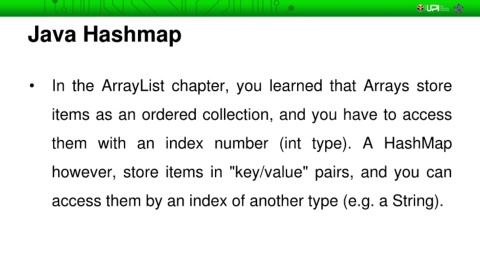 UPI
Java Hashmap
• In the ArrayList chapter, you learned that Arrays store
items as an ordered collection, and you have to access
them with an index number (int type). A HashMap
however, store items in "key/value" pairs, and you can
access them by an index of another type (e.g. a String).